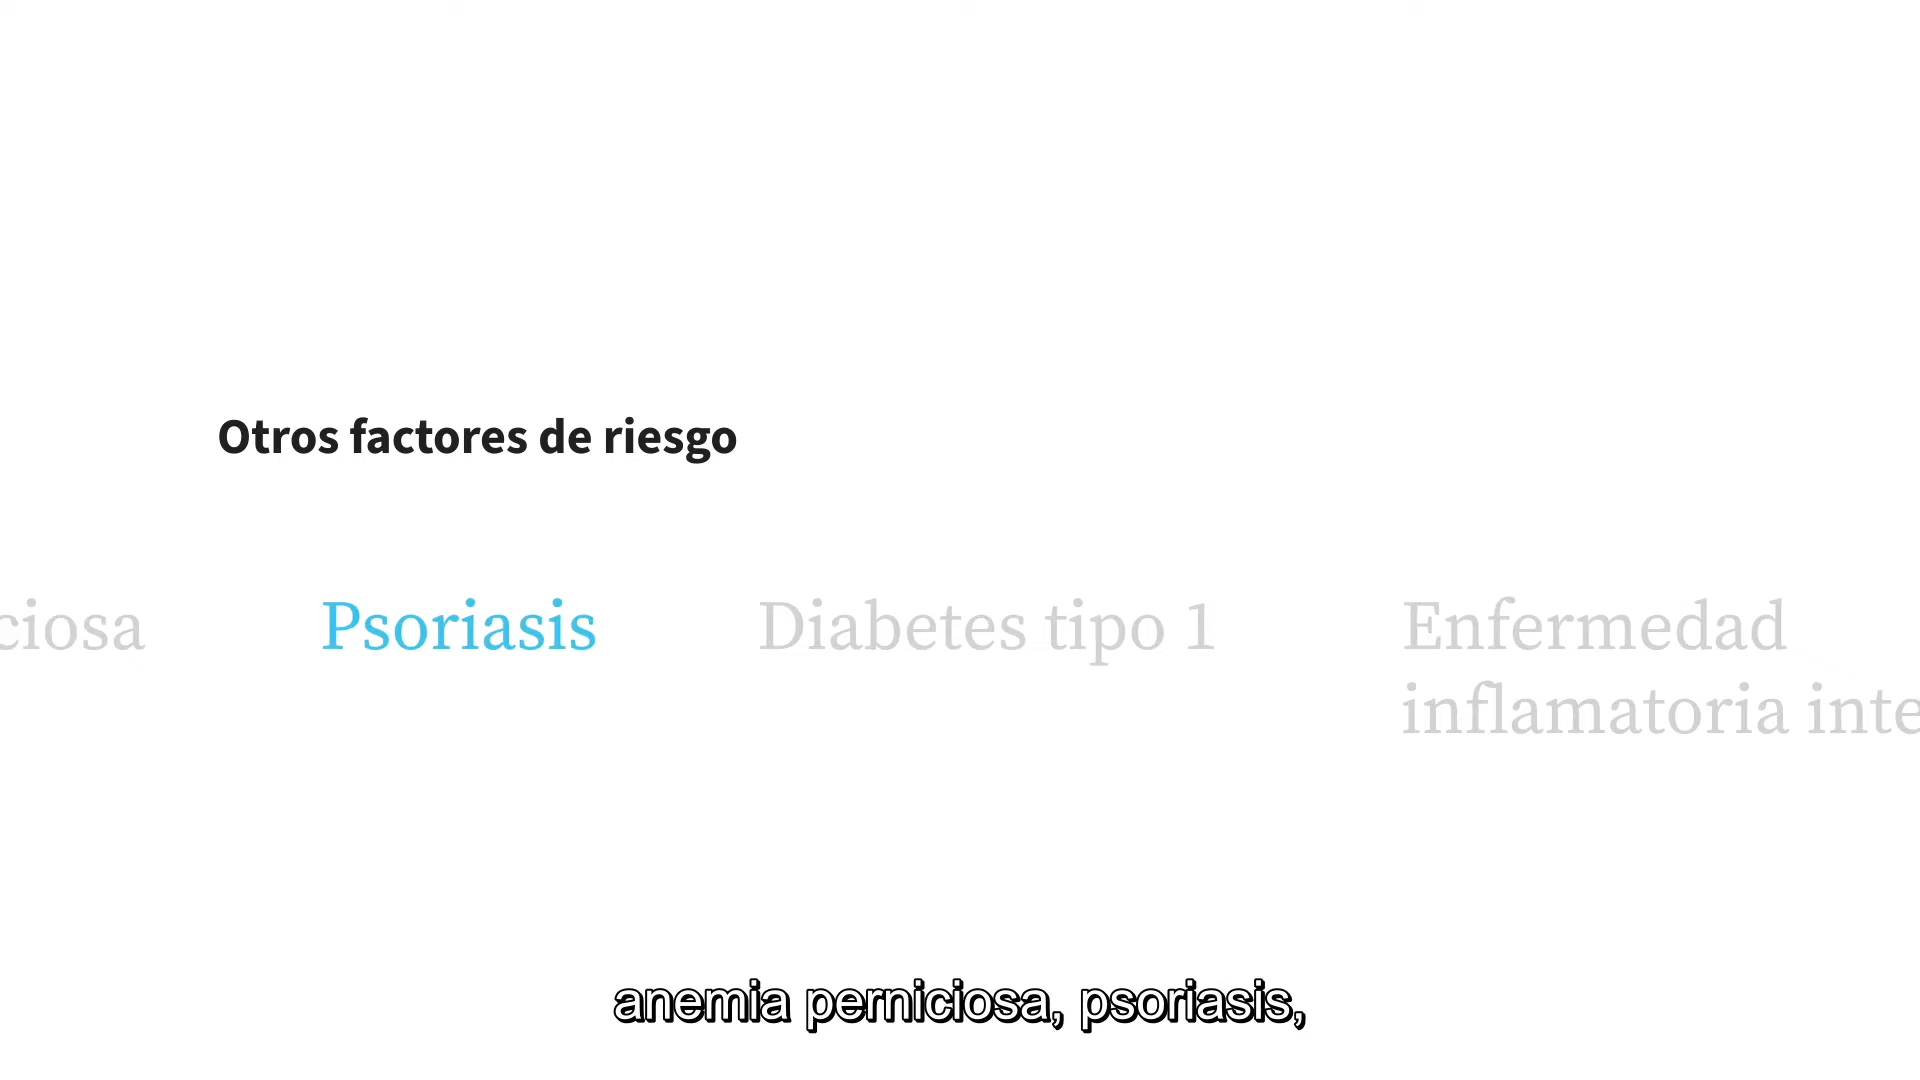 Otros factores de riesgo
ciosa Psoriasis Diabetes tipo 1 Enfermedad
inflamatoria inte
anemia perniciosa, psoriasis,